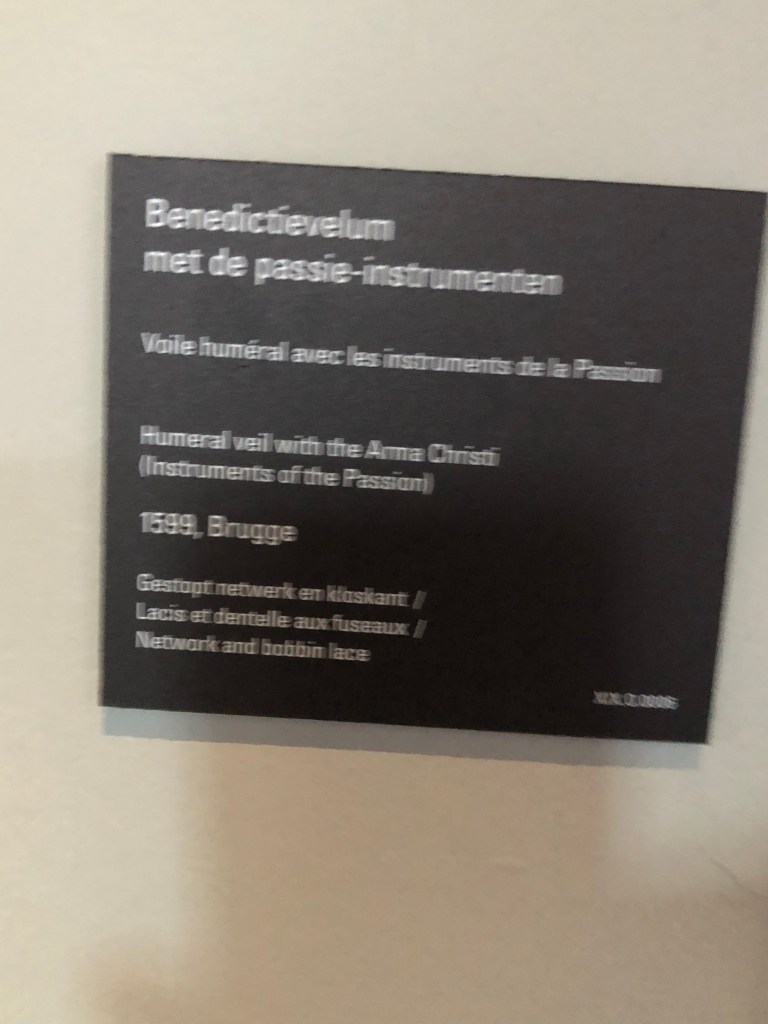 Benedictievelum
met de passie-instrumenten
Voile huméral avec les instruments de la Passion
Humeral veil with the Arma Christi
(Instruments of the Passion)
1599, Brugge
Gestopt netwerk en kloskant /
Lacis et dentelle aux fuseaux /
Network and bobbin lace